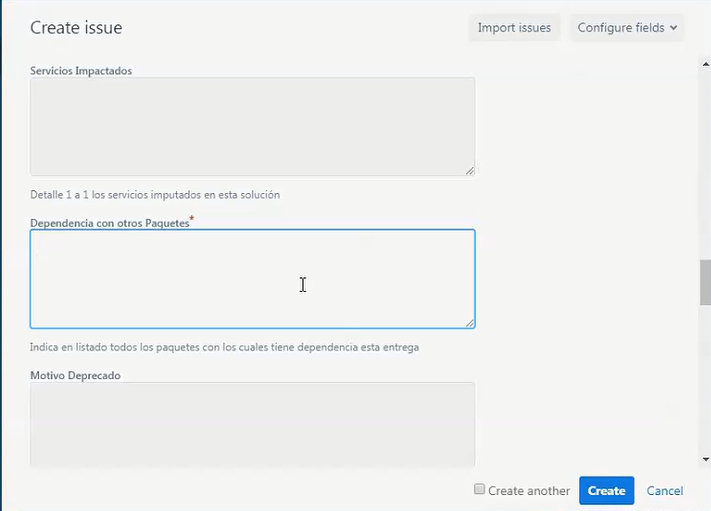 Create issue
Import issues
Configure fields
Servicios Impactados
Detalle 1 a 1 los servicios imputados en esta solución
Dependencia con otros Paquetes*
Indica en listado todos los paquetes con los cuales tiene dependencia esta entrega
Motivo Deprecado
Create another
Create
Cancel